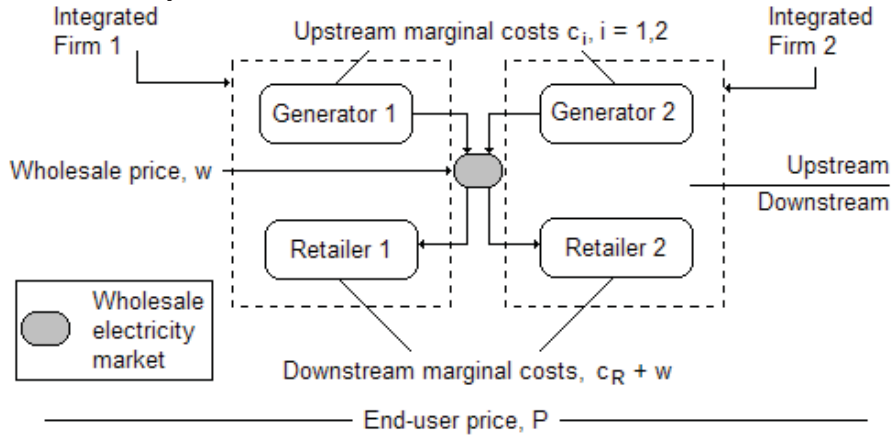 Integrated
Firm 1
Upstream marginal costs c_i, i = 1,2
Integrated
Firm 2
Generator 1
Generator 2
Wholesale price, w
Upstream
Downstream
Retailer 1
Retailer 2
Wholesale
electricity
market
Downstream marginal costs, c_R + w
End-user price, P